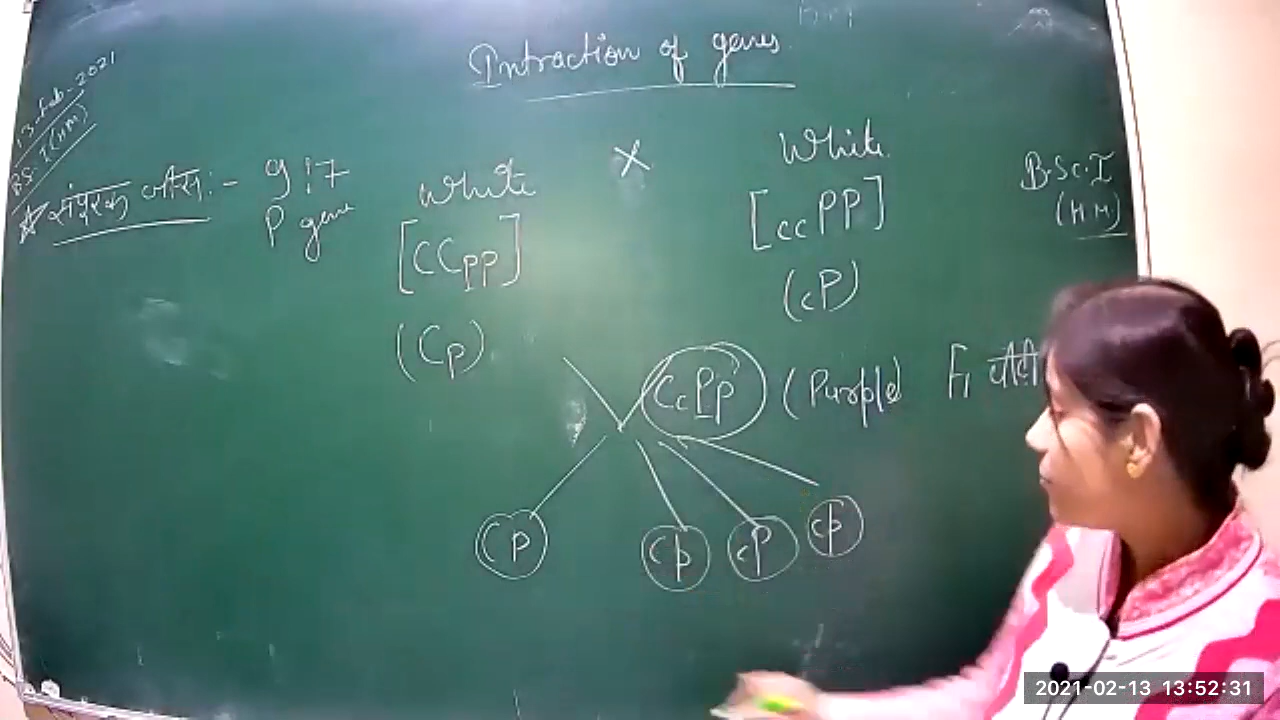 Intraction of genes
13-Feb-2021
B.S. I (HM)
संपूरक जीन:- 9:7
P gene
White × White
[CCpp] [ccPP]
(Cp) (cP)
CcPp (Purple) F₁ पीढी
CP Cp cP cp
B.Sc.I
(HM)
2021-02-13 13:52:31